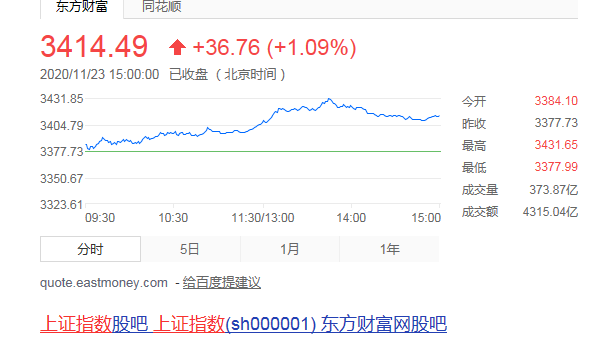 东方财富 同花顺
3414.49 +36.76 (+1.09%)
2020/11/23 15:00:00 已收盘 ( 北京时间 )
3431.85
3404.79
3377.73
3350.67
3323.61
09:30 10:30 11:30/13:00 14:00 15:00
今开 3384.10
昨收 3377.73
最高 3431.65
最低 3377.99
成交量 373.87亿
成交额 4315.04亿
分时 5日 1月 1年
quote.eastmoney.com - 给百度提建议
上证指数股吧_上证指数(sh000001)_东方财富网股吧